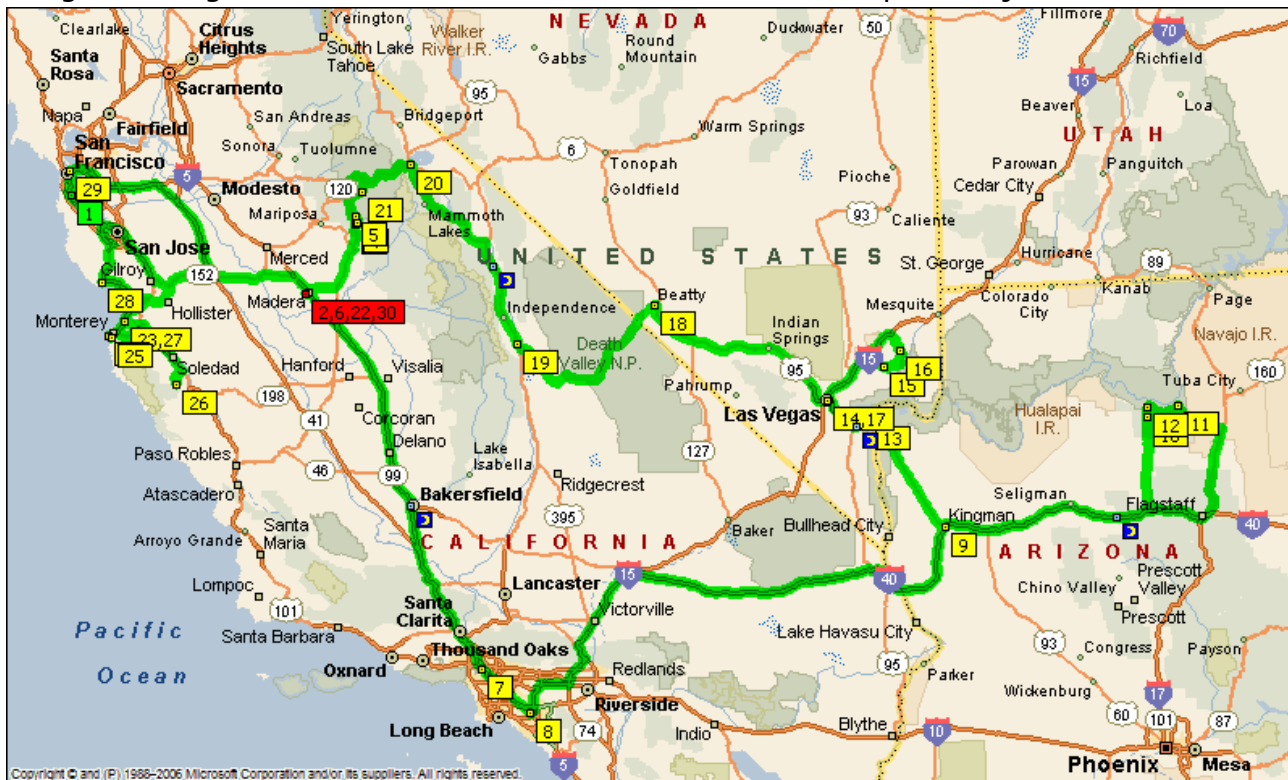 NEVADA
Clearlake
Citrus
Heights
Yerington
Walker
River I.R.
Gabbs
Round
Mountain
Duckwater
50
Fillmore
70
Richfield
Santa
Rosa
South Lake
Tahoe
Sacramento
95
15
Napa
Fairfield
San Andreas
Bridgeport
Beaver
Loa
UTAH
San
Francisco
Sonora
Tuolumne
6
Warm Springs
Tonopah
Goldfield
Pioche
Parowan
Panguitch
Cedar City
5
Modesto
120
20
29
1
Mariposa
21
5
Mammoth
Lakes
93
Caliente
San Jose
UNITED STATES
Hurricane
89
St. George
Gilroy
152
Merced
Mesquite
Colorado
City
Kanab
Page
Madera
2,6,22,30
Independence
Beatty
28
Hollister
18
Indian
Springs
Navajo I.R.
Monterey
23,27
25
Soledad
Hanford
Visalia
19
Death
Valley N.P.
95
15
16
15
Tuba City
160
26
198
41
Corcoran
Delano
Pahrump
Las Vegas
14,17
13
Hualapai
I.R.
12
11
Paso Robles
46
99
Lake
Isabella
127
Ridgecrest
Atascadero
Bakersfield
395
Baker
Bullhead City
Seligman
Kingman
Flagstaff
40
9
Arroyo Grande
Santa
Maria
CALIFORNIA
ARIZONA
Lompoc
101
Lancaster
15
40
Chino Valley
Prescott
Valley
Prescott
Santa
Clarita
Victorville
Pacific
Ocean
Santa Barbara
Thousand Oaks
Oxnard
Lake Havasu City
95
93
Congress
Payson
7
Redlands
Riverside
Parker
Wickenburg
17
Long Beach
8
74
Indio
Blythe
10
60
101
87
5
Phoenix
Mesa
Copyright © and (P) 1988–2006 Microsoft Corporation and/or its suppliers. All rights reserved.